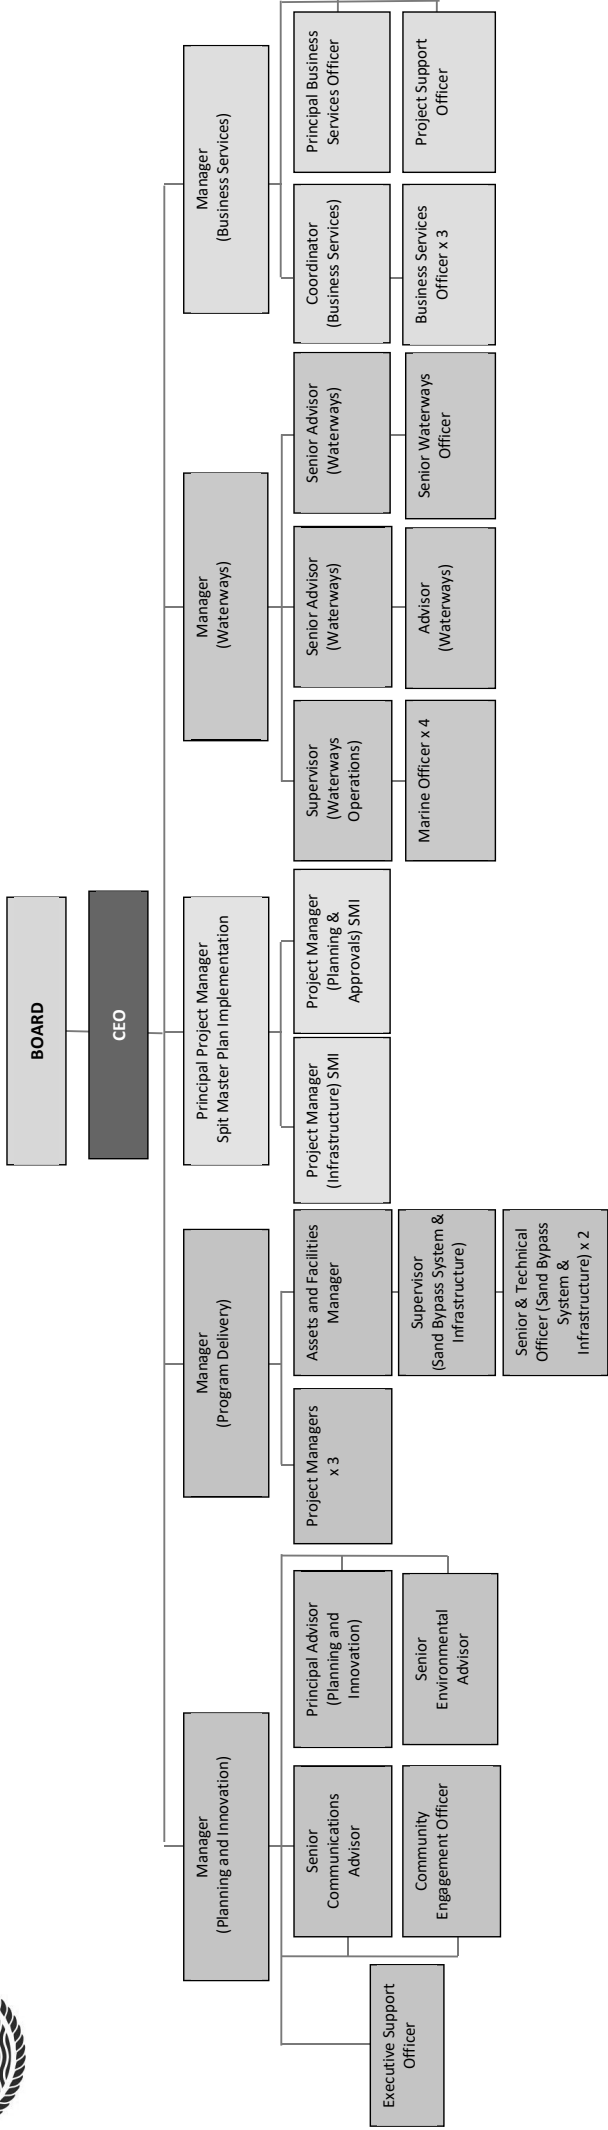 BOARD
CEO
Manager
(Planning and Innovation)
Manager
(Program Delivery)
Principal Project Manager
Spit Master Plan Implementation
Manager
(Waterways)
Manager
(Business Services)
Executive Support
Officer
Senior
Communications
Advisor
Community
Engagement Officer
Principal Advisor
(Planning and
Innovation)
Senior
Environmental
Advisor
Project Managers
x 3
Assets and Facilities
Manager
Supervisor
(Sand Bypass System &
Infrastructure)
Senior & Technical
Officer (Sand Bypass
System &
Infrastructure) x 2
Project Manager
(Infrastructure) SMI
Project Manager
(Planning &
Approvals) SMI
Supervisor
(Waterways
Operations)
Marine Officer x 4
Senior Advisor
(Waterways)
Advisor
(Waterways)
Senior Advisor
(Waterways)
Senior Waterways
Officer
Coordinator
(Business Services)
Business Services
Officer x 3
Principal Business
Services Officer
Project Support
Officer